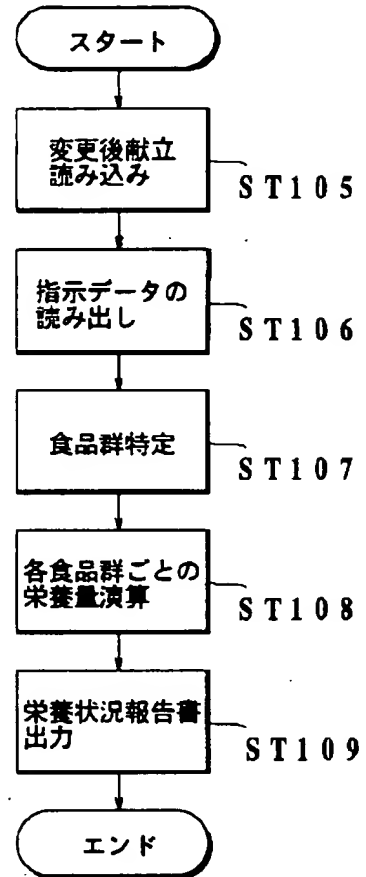 スタート
変更後献立
読み込み
ST105
指示データの
読み出し
ST106
食品群特定
ST107
各食品群ごとの
栄養量演算
ST108
栄養状況報告書
出力
ST109
エンド